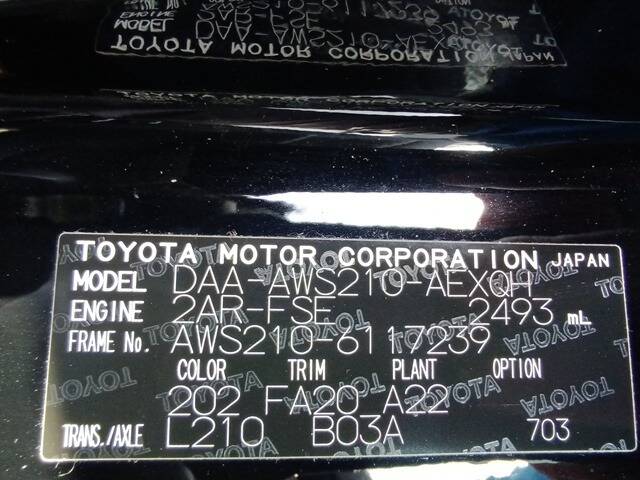 TOYOTA MOTOR CORPORATION JAPAN
MODEL DAA-AWS210-AEXQH
ENGINE 2AR-FSE 2493 mL
FRAME No. AWS210-6117239
COLOR TRIM PLANT OPTION
202 FA20 A22
TRANS./AXLE L210 B03A 703